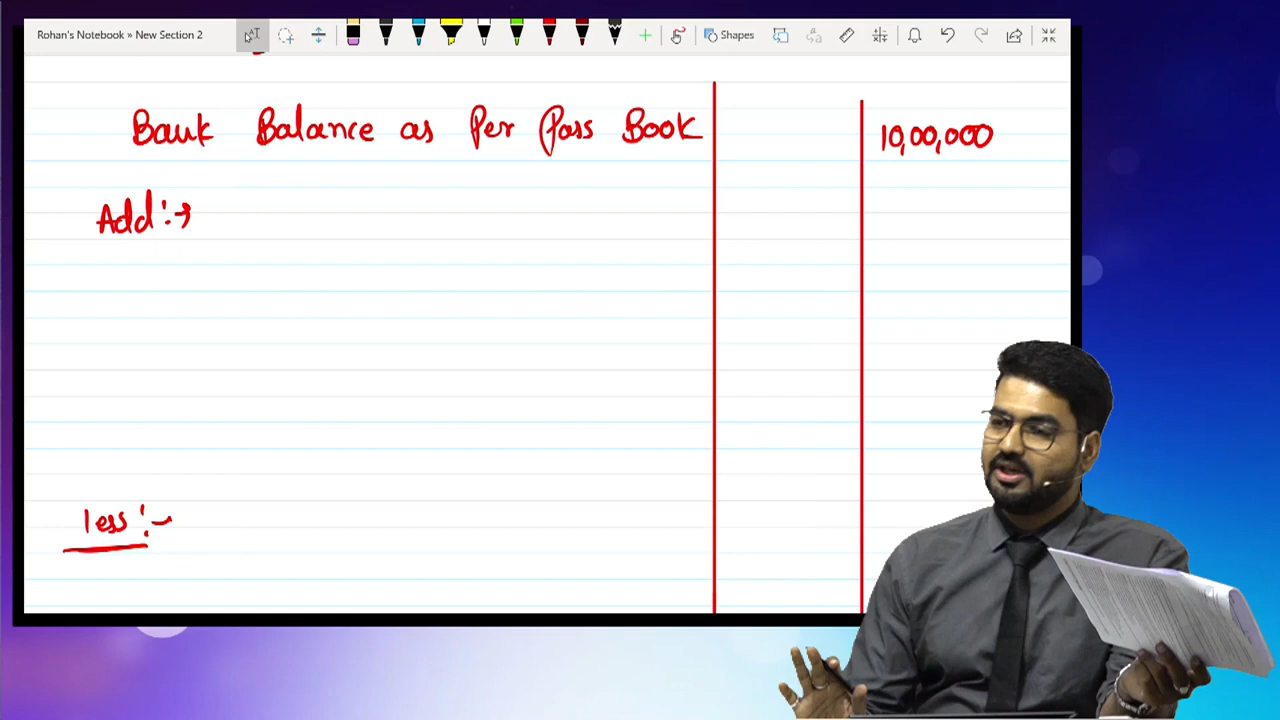 Rohan's Notebook » New Section 2
Shapes
Bank Balance as Per Pass Book 10,00,000
Add :→
less :-